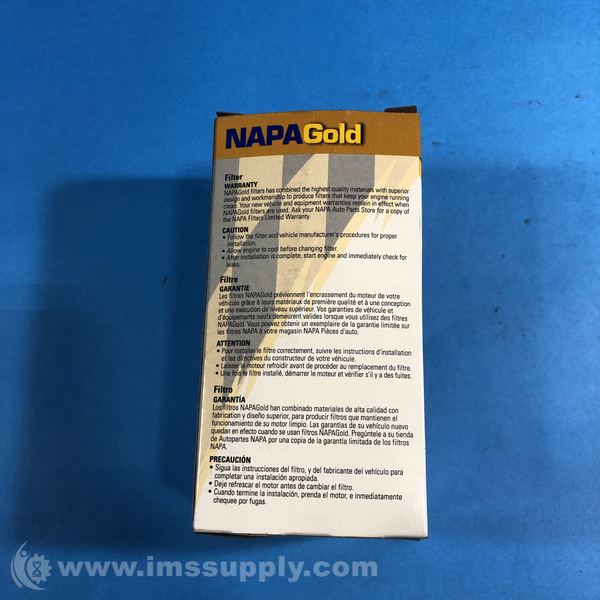 NAPAGold
Filter
WARRANTY
NAPAGold filters has combined the highest quality materials with superior
design and workmanship to produce filters that keep your engine running
clean. Your new vehicle and equipment warranties remain in effect when
NAPAGold filters are used. Ask your NAPA Auto Parts Store for a copy of
the NAPA Filters Limited Warranty.
CAUTION
• Follow the filter and vehicle manufacturer's procedures for proper
installation.
• Allow engine to cool before changing filter.
• After installation is complete, start engine and immediately check for
leaks.
Filtre
GARANTIE
Les filtres NAPAGold préviennent l'encrassement du moteur de votre
véhicule grâce à leurs matériaux de première qualité et à une conception
et une exécution de niveau supérieur. Vos garanties de véhicule et
d'équipements neufs demeurent valides lorsque vous utilisez des filtres
NAPAGold. Vous pouvez obtenir un exemplaire de la garantie limitée sur
les filtres NAPA à votre magasin NAPA Pièces d'auto.
ATTENTION
• Pour installer le filtre correctement, suivre les instructions d'installation
et les directives du constructeur de votre véhicule.
• Laisser le moteur refroidir avant de procéder au remplacement du filtre.
• Une fois le filtre installé, démarrer le moteur et vérifier s'il y a des fuites.
Filtro
GARANTÍA
Los filtros NAPAGold han combinado materiales de alta calidad con
fabrication y diseño superior, para producir filtros que mantienen el
funcionamiento de su motor limpio. Las garantías de su vehículo nuevo
quedan en efecto cuando se usan filtros NAPAGold. Pregúntele a su tienda
de Autopartes NAPA por una copia de la garantía limitada de los filtros
NAPA.
PRECAUCIÓN
• Sigua las instrucciones del filtro, y del fabricante del vehículo para
completar una instalación apropiada.
• Deje refrescar el motor antes de cambiar el filtro.
• Cuando termine la instalación, prenda el motor, e inmediatamente
chequee por fugas.
www.imssupply.com